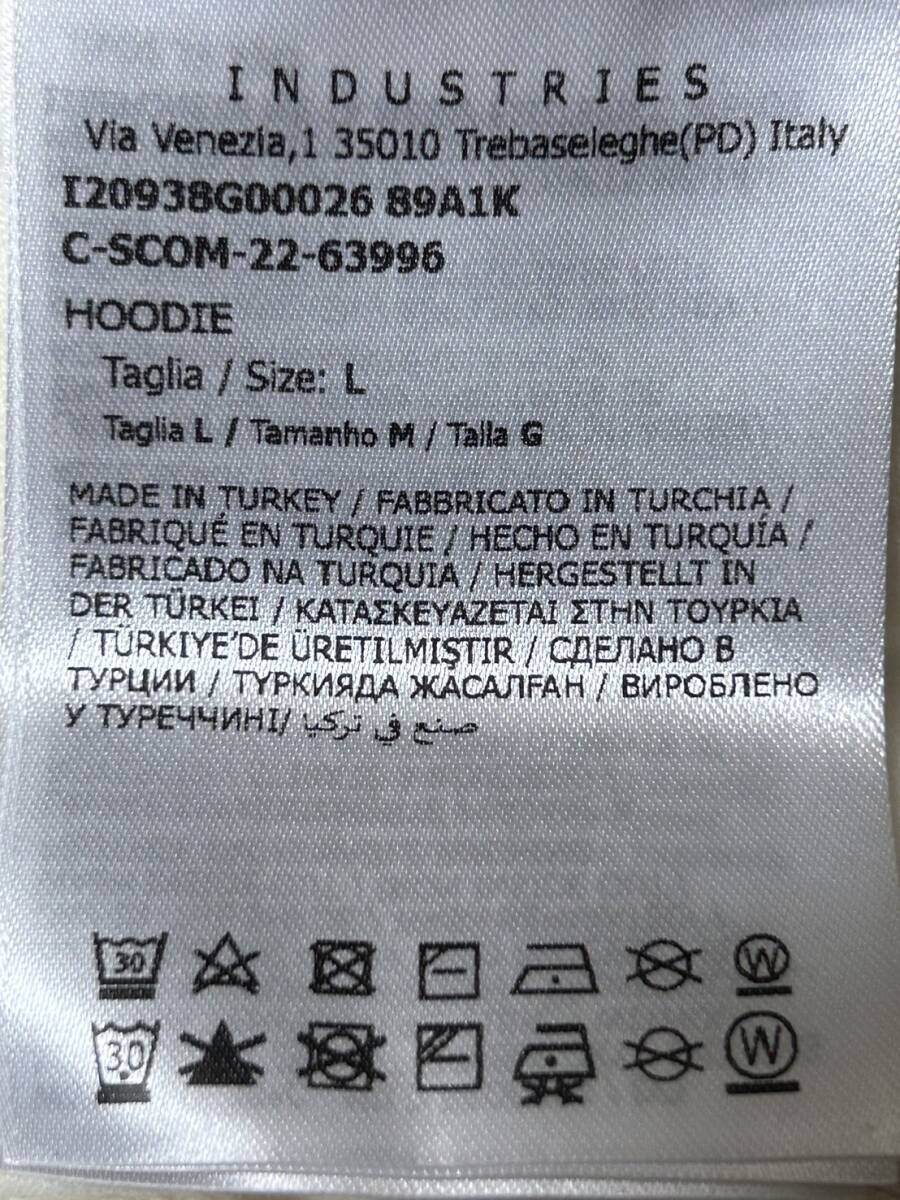 INDUSTRIES
Via Venezia,1 35010 Trebaseleghe(PD) Italy
I20938G00026 89A1K
C-SCOM-22-63996
HOODIE
Taglia / Size: L
Taglia L / Tamanho M / Talla G
MADE IN TURKEY / FABBRICATO IN TURCHIA /
FABRIQUÉ EN TURQUIE / HECHO EN TURQUÍA /
FABRICADO NA TURQUIA / HERGESTELLT IN
DER TÜRKEI / ΚΑΤΑΣΚΕΥΑΖΕΤΑΙ ΣΤΗΝ ΤΟΥΡΚΙΑ
/ TÜRKIYE'DE ÜRETILMIŞTIR / СДЕЛАНО В
ТУРЦИИ / ТҮРКИЯДА ЖАСАЛҒАН / ВИРОБЛЕНО
У ТУРЕЧЧИНІ/ صنع في تركيا
30 W
30 W